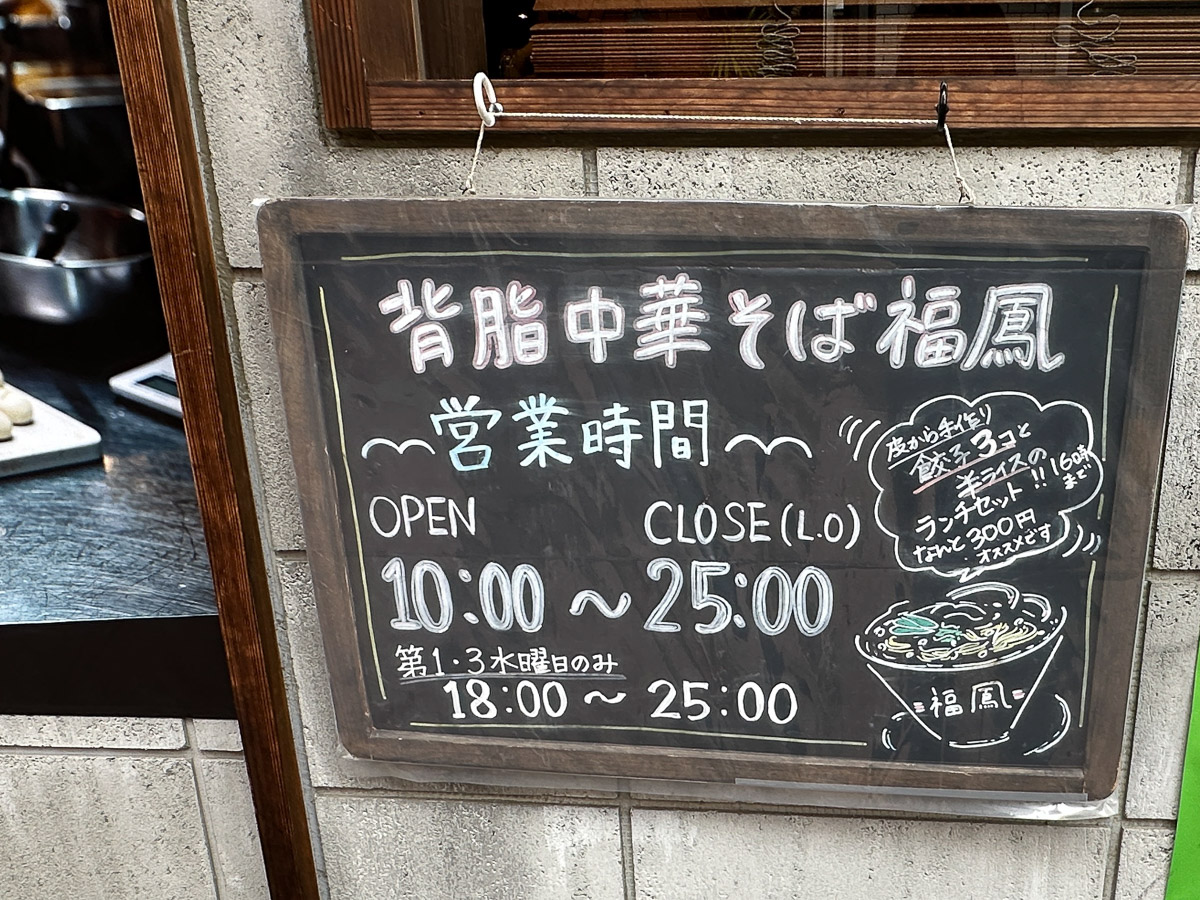 背脂中華そば福鳳
営業時間
OPEN CLOSE(L.O)
10:00～25:00
第1・3水曜日のみ
18:00～25:00
皮から手作り
餃子3コと
半ライスの
ランチセット!!16時まで
なんと300円
オススメです
福鳳